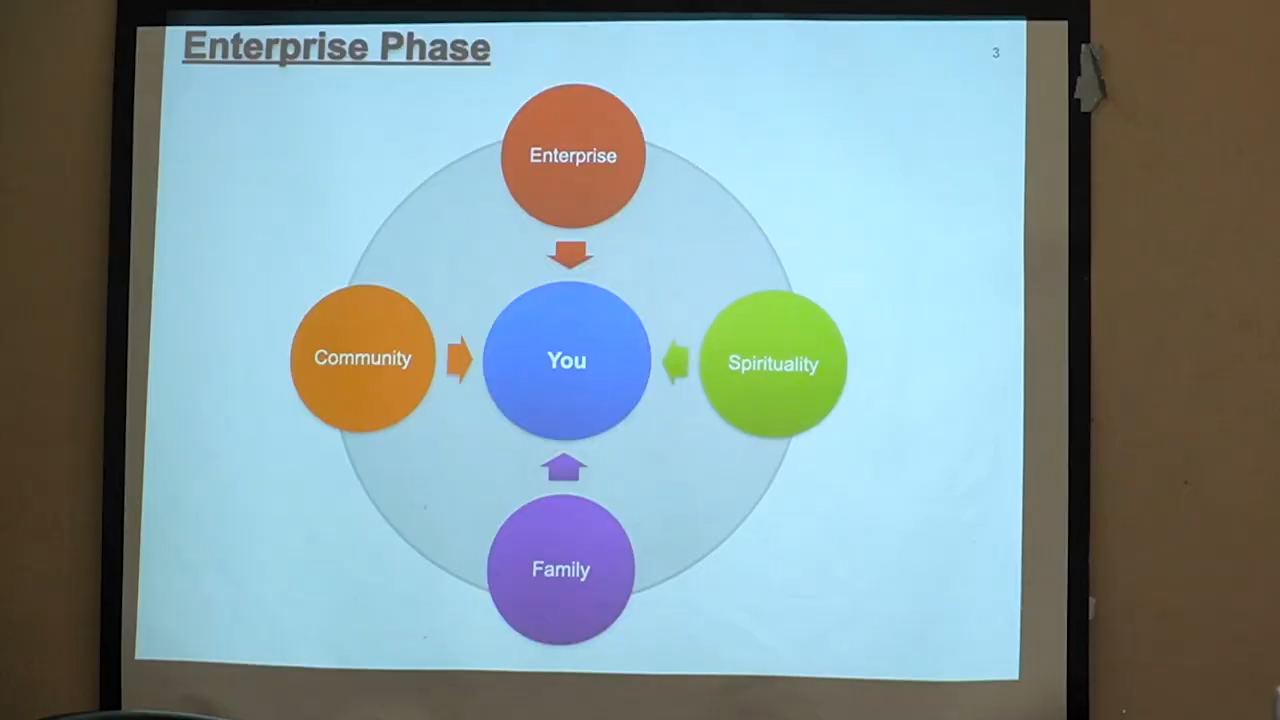 Enterprise Phase
3
Enterprise
Community
You
Spirituality
Family